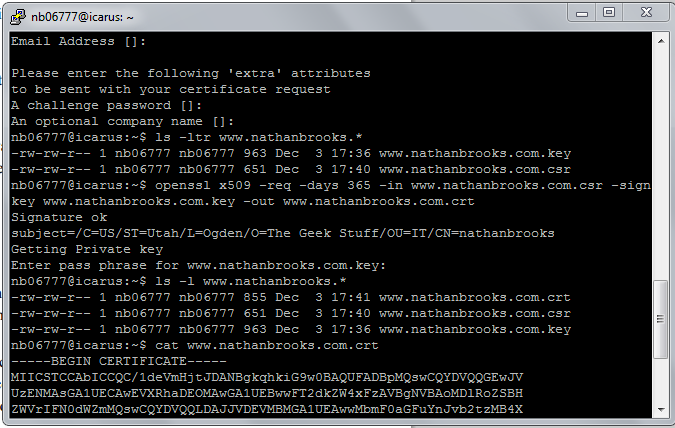 nb06777@icarus: ~
Email Address []:
Please enter the following 'extra' attributes
to be sent with your certificate request
A challenge password []:
An optional company name []:
nb06777@icarus:~$ ls -ltr www.nathanbrooks.*
-rw-rw-r-- 1 nb06777 nb06777 963 Dec  3 17:36 www.nathanbrooks.com.key
-rw-rw-r-- 1 nb06777 nb06777 651 Dec  3 17:40 www.nathanbrooks.com.csr
nb06777@icarus:~$ openssl x509 -req -days 365 -in www.nathanbrooks.com.csr -sign
key www.nathanbrooks.com.key -out www.nathanbrooks.com.crt
Signature ok
subject=/C=US/ST=Utah/L=Ogden/O=The Geek Stuff/OU=IT/CN=nathanbrooks
Getting Private key
Enter pass phrase for www.nathanbrooks.com.key:
nb06777@icarus:~$ ls -l www.nathanbrooks.*
-rw-rw-r-- 1 nb06777 nb06777 855 Dec  3 17:41 www.nathanbrooks.com.crt
-rw-rw-r-- 1 nb06777 nb06777 651 Dec  3 17:40 www.nathanbrooks.com.csr
-rw-rw-r-- 1 nb06777 nb06777 963 Dec  3 17:36 www.nathanbrooks.com.key
nb06777@icarus:~$ cat www.nathanbrooks.com.crt
-----BEGIN CERTIFICATE-----
MIICSTCCAbICCQC/1deVmHjtJDANBgkqhkiG9w0BAQUFADBpMQswCQYDVQQGEwJV
UzENMAsGA1UECAwEVXRhaDEOMAwGA1UEBwwFT2dkZW4xFzAVBgNVBAoMDlRoZSBH
ZWVrIFN0dWZmMQswCQYDVQQLDAJJVDEVMBMGA1UEAwwMbmF0aGFuYnJvb2tzMB4X